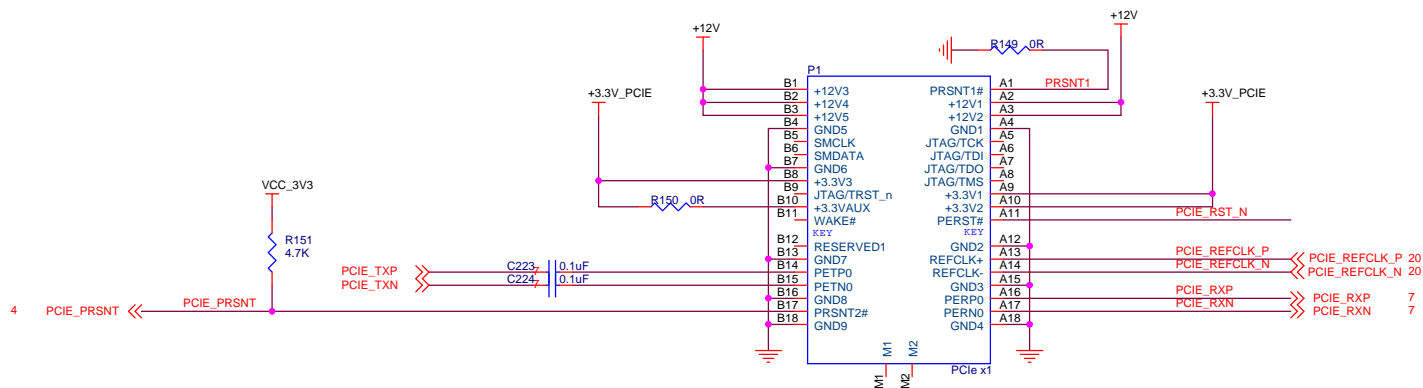 +12V
+12V
R149 0R
P1
B1 +12V3 PRSNT1# A1 PRSNT1
B2 +12V4 +12V1 A2
+3.3V_PCIE B3 +12V5 +12V2 A3 +3.3V_PCIE
B4 GND5 GND1 A4
B5 SMCLK JTAG/TCK A5
B6 SMDATA JTAG/TDI A6
B7 GND6 JTAG/TDO A7
VCC_3V3 B8 +3.3V3 JTAG/TMS A8
B9 JTAG/TRST_n +3.3V1 A9
R150 0R B10 +3.3VAUX +3.3V2 A10
B11 WAKE# PERST# A11 PCIE_RST_N
KEY KEY
R151 B12 RESERVED1 GND2 A12
4.7K B13 GND7 REFCLK+ A13 PCIE_REFCLK_P PCIE_REFCLK_P 20
PCIE_TXP 7 C223 0.1uF B14 PETP0 REFCLK- A14 PCIE_REFCLK_N PCIE_REFCLK_N 20
PCIE_TXN 7 C224 0.1uF B15 PETN0 GND3 A15
B16 GND8 PERP0 A16 PCIE_RXP PCIE_RXP 7
4 PCIE_PRSNT PCIE_PRSNT B17 PRSNT2# PERN0 A17 PCIE_RXN PCIE_RXN 7
B18 GND9 GND4 A18
M1 M2
PCIe x1
M1 M2